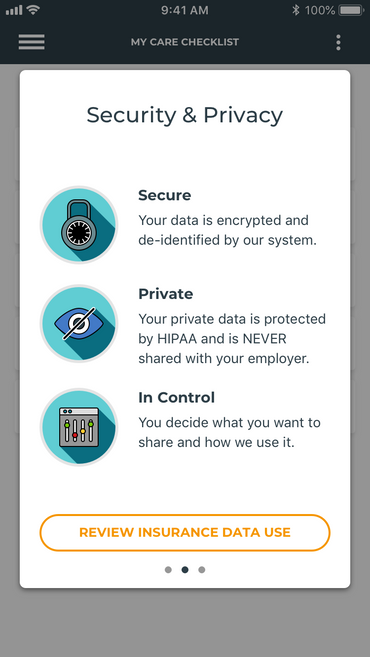 9:41 AM
100%
MY CARE CHECKLIST
Security & Privacy
Secure
Your data is encrypted and
de-identified by our system.
Private
Your private data is protected
by HIPAA and is NEVER
shared with your employer.
In Control
You decide what you want to
share and how we use it.
REVIEW INSURANCE DATA USE